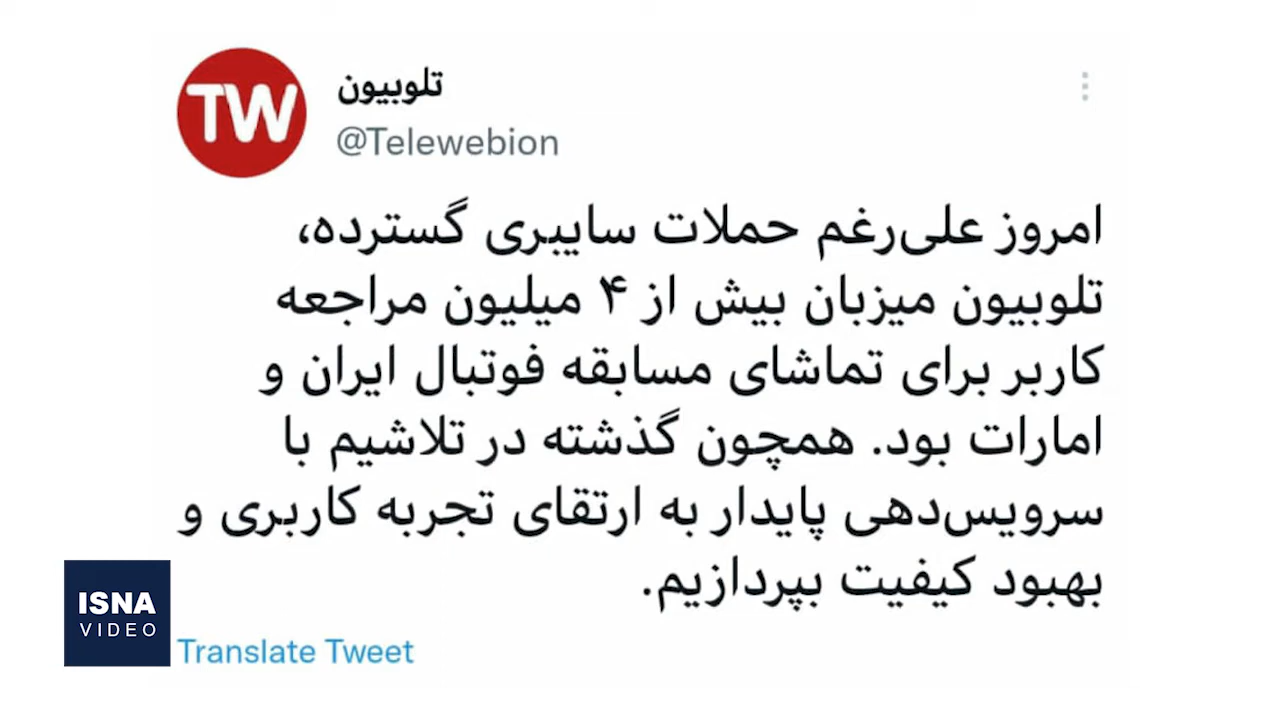 TW
تلوبیون
@Telewebion
امروز علی‌رغم حملات سایبری گسترده،
تلوبیون میزبان بیش از ۴ میلیون مراجعه
کاربر برای تماشای مسابقه فوتبال ایران و
امارات بود. همچون گذشته در تلاشیم با
سرویس‌دهی پایدار به ارتقای تجربه کاربری و
بهبود کیفیت بپردازیم.
ISNA
VIDEO
Translate Tweet